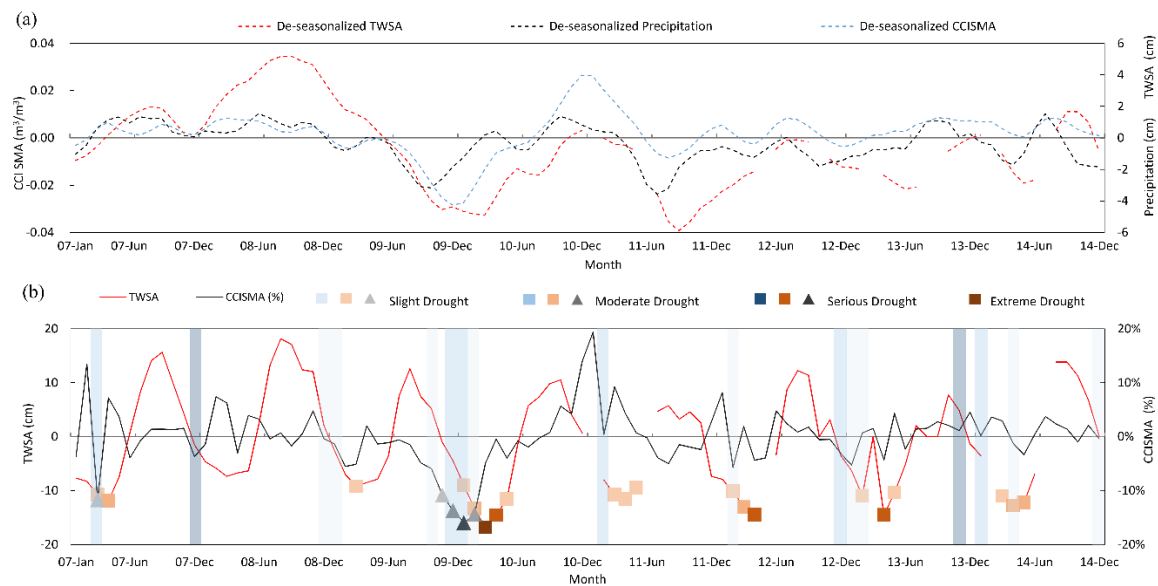 (a)
De-seasonalized TWSA De-seasonalized Precipitation De-seasonalized CCISMA
0.04
0.02
0.00
-0.02
-0.04
CCI SMA (m³/m³)
6
4
2
0
-2
-4
-6
TWSA (cm)
Precipitation (cm)
07-Jan 07-Jun 07-Dec 08-Jun 08-Dec 09-Jun 09-Dec 10-Jun 10-Dec 11-Jun 11-Dec 12-Jun 12-Dec 13-Jun 13-Dec 14-Jun 14-Dec
Month
(b)
TWSA CCISMA (%) Slight Drought Moderate Drought Serious Drought Extreme Drought
20
10
0
-10
-20
TWSA (cm)
20%
10%
0%
-10%
-20%
CCISMA (%)
07-Jan 07-Jun 07-Dec 08-Jun 08-Dec 09-Jun 09-Dec 10-Jun 10-Dec 11-Jun 11-Dec 12-Jun 12-Dec 13-Jun 13-Dec 14-Jun 14-Dec
Month